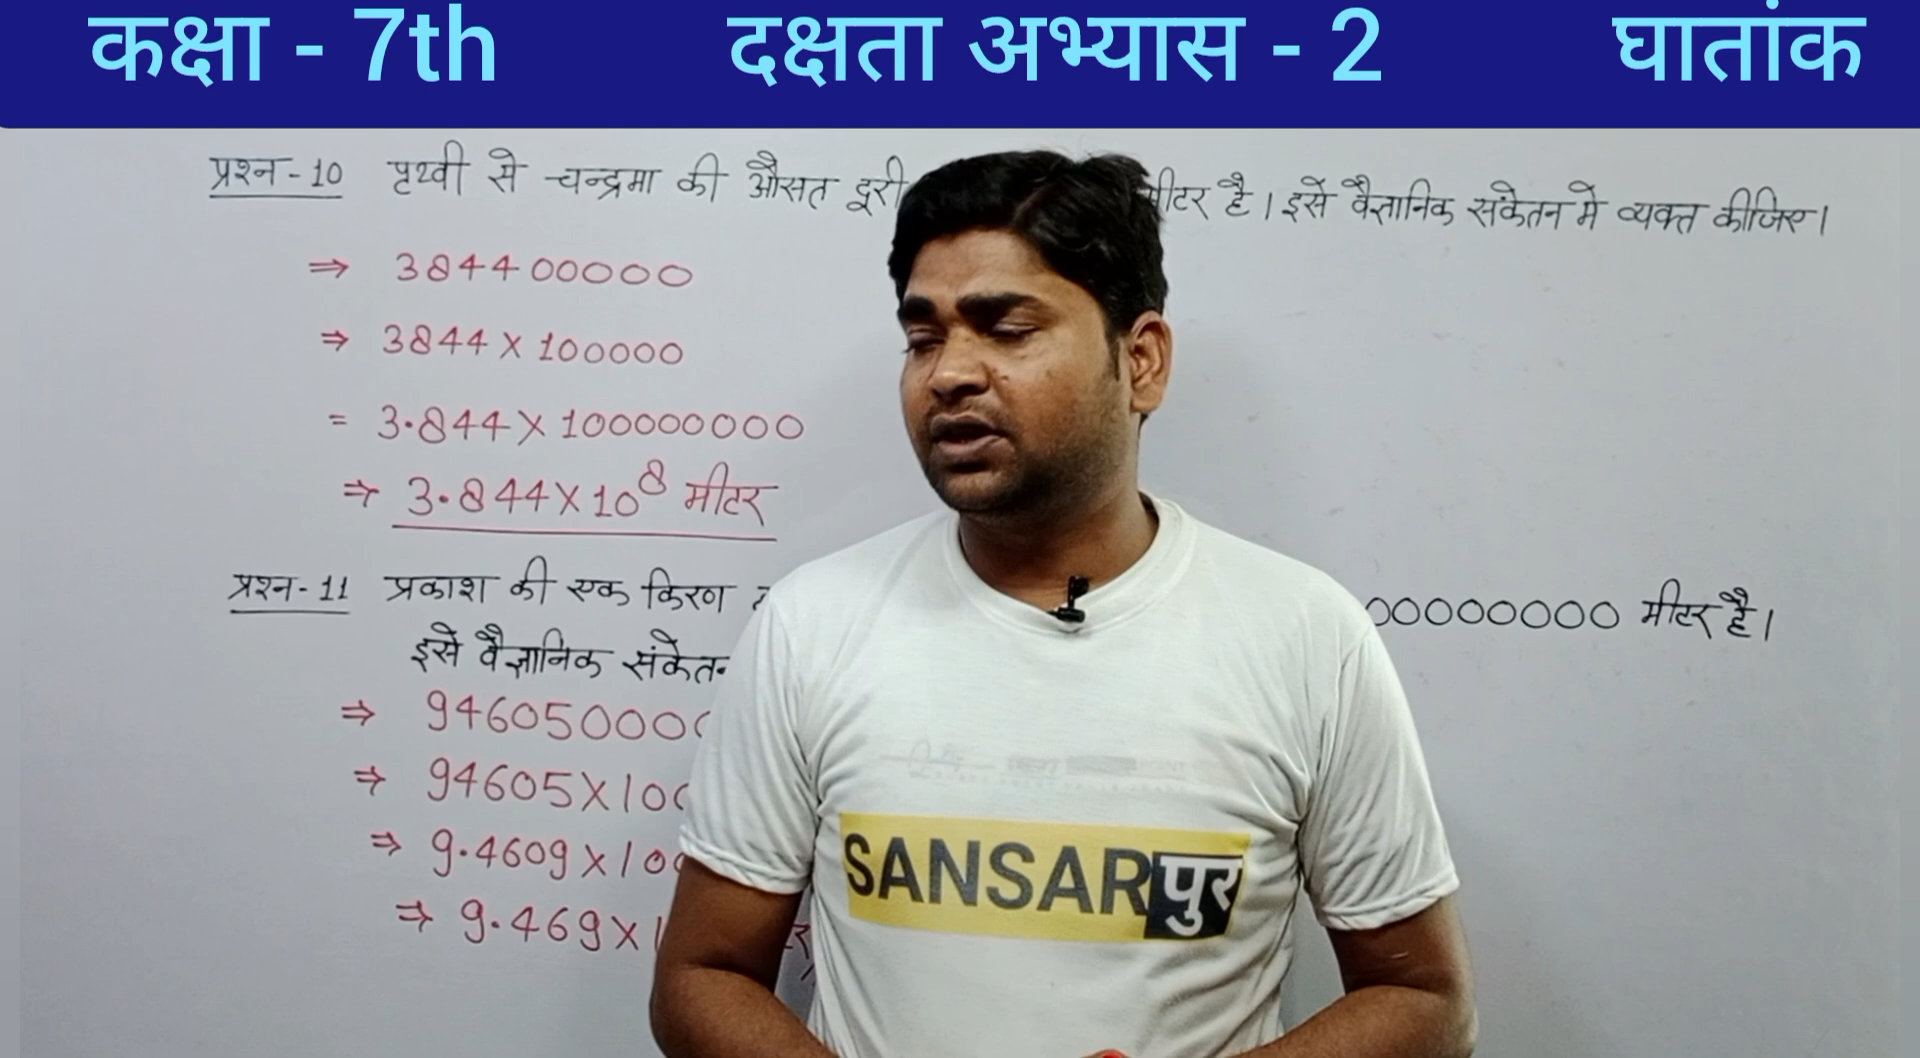 कक्षा - 7th दक्षता अभ्यास - 2 घातांक
प्रश्न - 10 पृथ्वी से चन्द्रमा की औसत दूरी मीटर है। इसे वैज्ञानिक संकेतन मे व्यक्त कीजिए।
⇒ 384400000
⇒ 3844 × 100000
= 3.844 × 100000000
⇒ 3.844 × 10⁸ मीटर
प्रश्न - 11 प्रकाश की एक किरण 00000000 मीटर है।
इसे वैज्ञानिक संकेतन
⇒ 94605000
⇒ 94605 × 10
⇒ 9.4609 × 10
⇒ 9.469 × 1
SANSARपुर